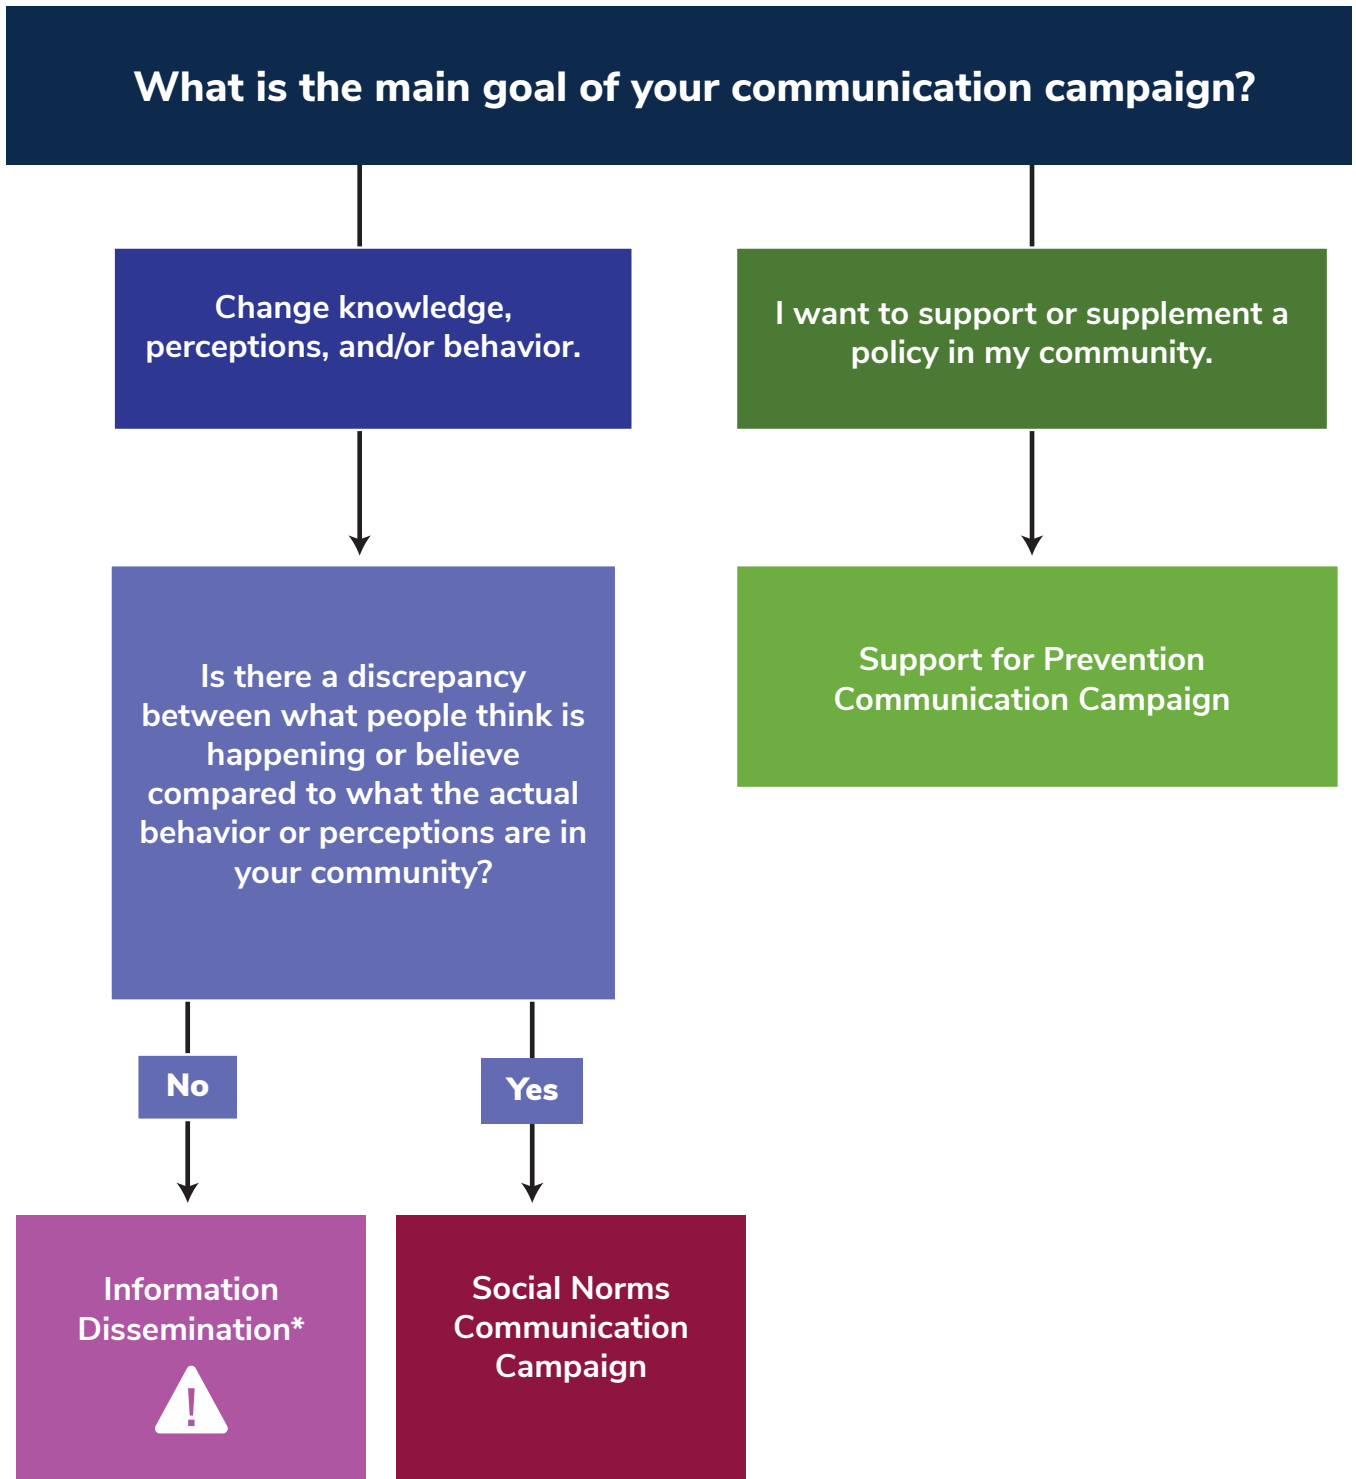 What is the main goal of your communication campaign?
Change knowledge,
perceptions, and/or behavior.
I want to support or supplement a
policy in my community.
Is there a discrepancy
between what people think is
happening or believe
compared to what the actual
behavior or perceptions are in
your community?
Support for Prevention
Communication Campaign
No
Yes
Information
Dissemination*
!
Social Norms
Communication
Campaign